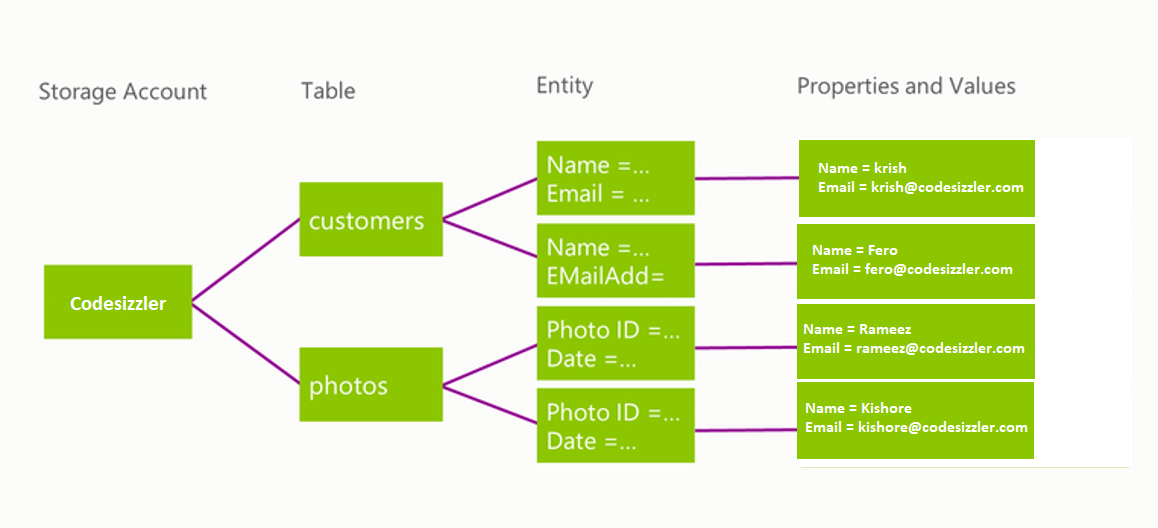 Storage Account
Table
Entity
Properties and Values
Codesizzler
customers
photos
Name =...
Email = ...
Name =...
EMailAdd=
Photo ID =...
Date =...
Photo ID =...
Date =...
Name = krish
Email = krish@codesizzler.com
Name = Fero
Email = fero@codesizzler.com
Name = Rameez
Email = rameez@codesizzler.com
Name = Kishore
Email = kishore@codesizzler.com